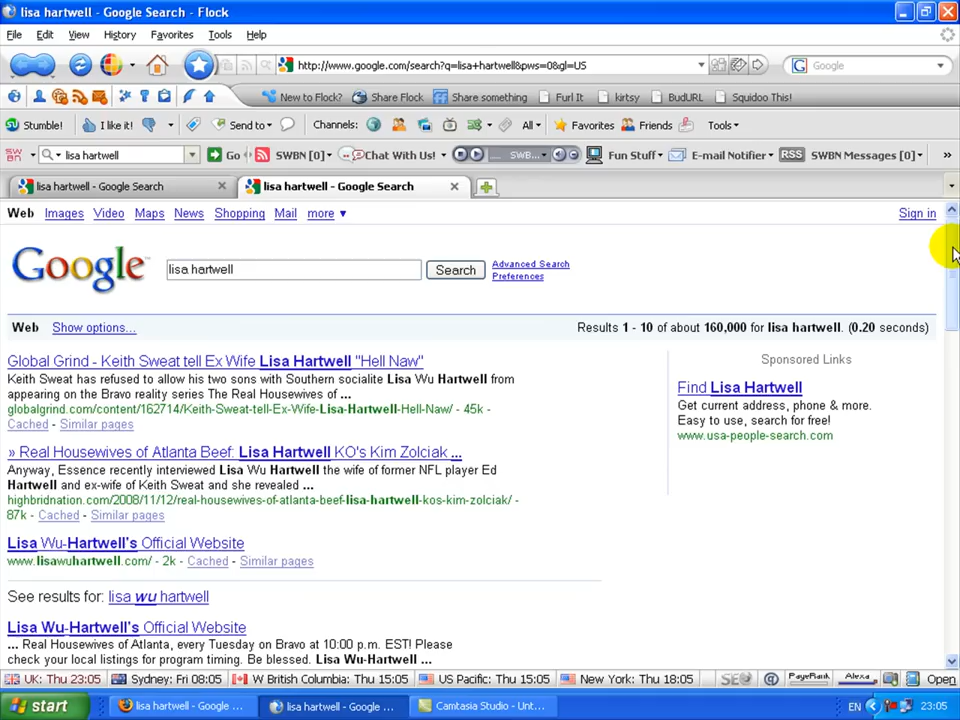 lisa hartwell - Google Search - Flock
File Edit View History Favorites Tools Help
http://www.google.com/search?q=lisa+hartwell&pws=0&gl=US
Google
New to Flock? Share Flock Share something Furl It kirtsy BudURL Squidoo This!
Stumble! I like it! Send to Channels: All Favorites Friends Tools
lisa hartwell Go SWBN [0] Chat With Us! SWB... Fun Stuff E-mail Notifier RSS SWBN Messages [0] »
lisa hartwell - Google Search lisa hartwell - Google Search
Web Images Video Maps News Shopping Mail more ▼ Sign in
Google lisa hartwell Search Advanced Search
Preferences
Web Show options... Results 1 - 10 of about 160,000 for lisa hartwell. (0.20 seconds)
Global Grind - Keith Sweat tell Ex Wife Lisa Hartwell "Hell Naw"
Keith Sweat has refused to allow his two sons with Southern socialite Lisa Wu Hartwell from
appearing on the Bravo reality series The Real Housewives of ...
globalgrind.com/content/162714/Keith-Sweat-tell-Ex-Wife-Lisa-Hartwell-Hell-Naw/ - 45k -
Cached - Similar pages
» Real Housewives of Atlanta Beef: Lisa Hartwell KO's Kim Zolciak ...
Anyway, Essence recently interviewed Lisa Wu Hartwell the wife of former NFL player Ed
Hartwell and ex-wife of Keith Sweat and she revealed ...
highbridnation.com/2008/11/12/real-housewives-of-atlanta-beef-lisa-hartwell-kos-kim-zolciak/ -
87k - Cached - Similar pages
Lisa Wu-Hartwell's Official Website
www.lisawuhartwell.com/ - 2k - Cached - Similar pages
See results for: lisa wu hartwell
Lisa Wu-Hartwell's Official Website
... Real Housewives of Atlanta, every Tuesday on Bravo at 10:00 p.m. EST! Please
check your local listings for program timing. Be blessed. Lisa Wu-Hartwell ...
Sponsored Links
Find Lisa Hartwell
Get current address, phone & more.
Easy to use, search for free!
www.usa-people-search.com
UK: Thu 23:05 Sydney: Fri 08:05 W British Columbia: Thu 15:05 US Pacific: Thu 15:05 New York: Thu 18:05 PageRank Alexa Open
start lisa hartwell - Google ... lisa hartwell - Google ... Camtasia Studio - Unt... EN 23:05